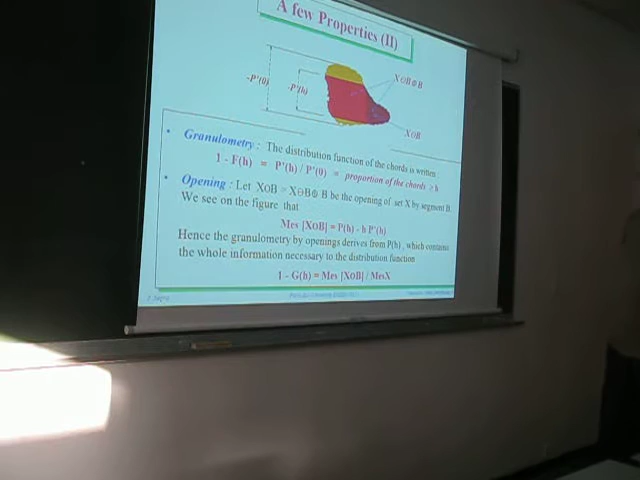 A few Properties (II)
-P'(0)
-P'(h)
X⊖B⊕B
X⊖B
• Granulometry : The distribution function of the chords is written
1 - F(h) = P'(h) / P'(0) = proportion of the chords ≥ h
• Opening : Let XOB = X⊖B⊕ B be the opening of set X by segment B
We see on the figure that
Mes [XOB] = P(h) - h P'(h)
Hence the granulometry by openings derives from P(h) , which contains
the whole information necessary to the distribution function
1 - G(h) = Mes [XOB] / MesX
J. Serra